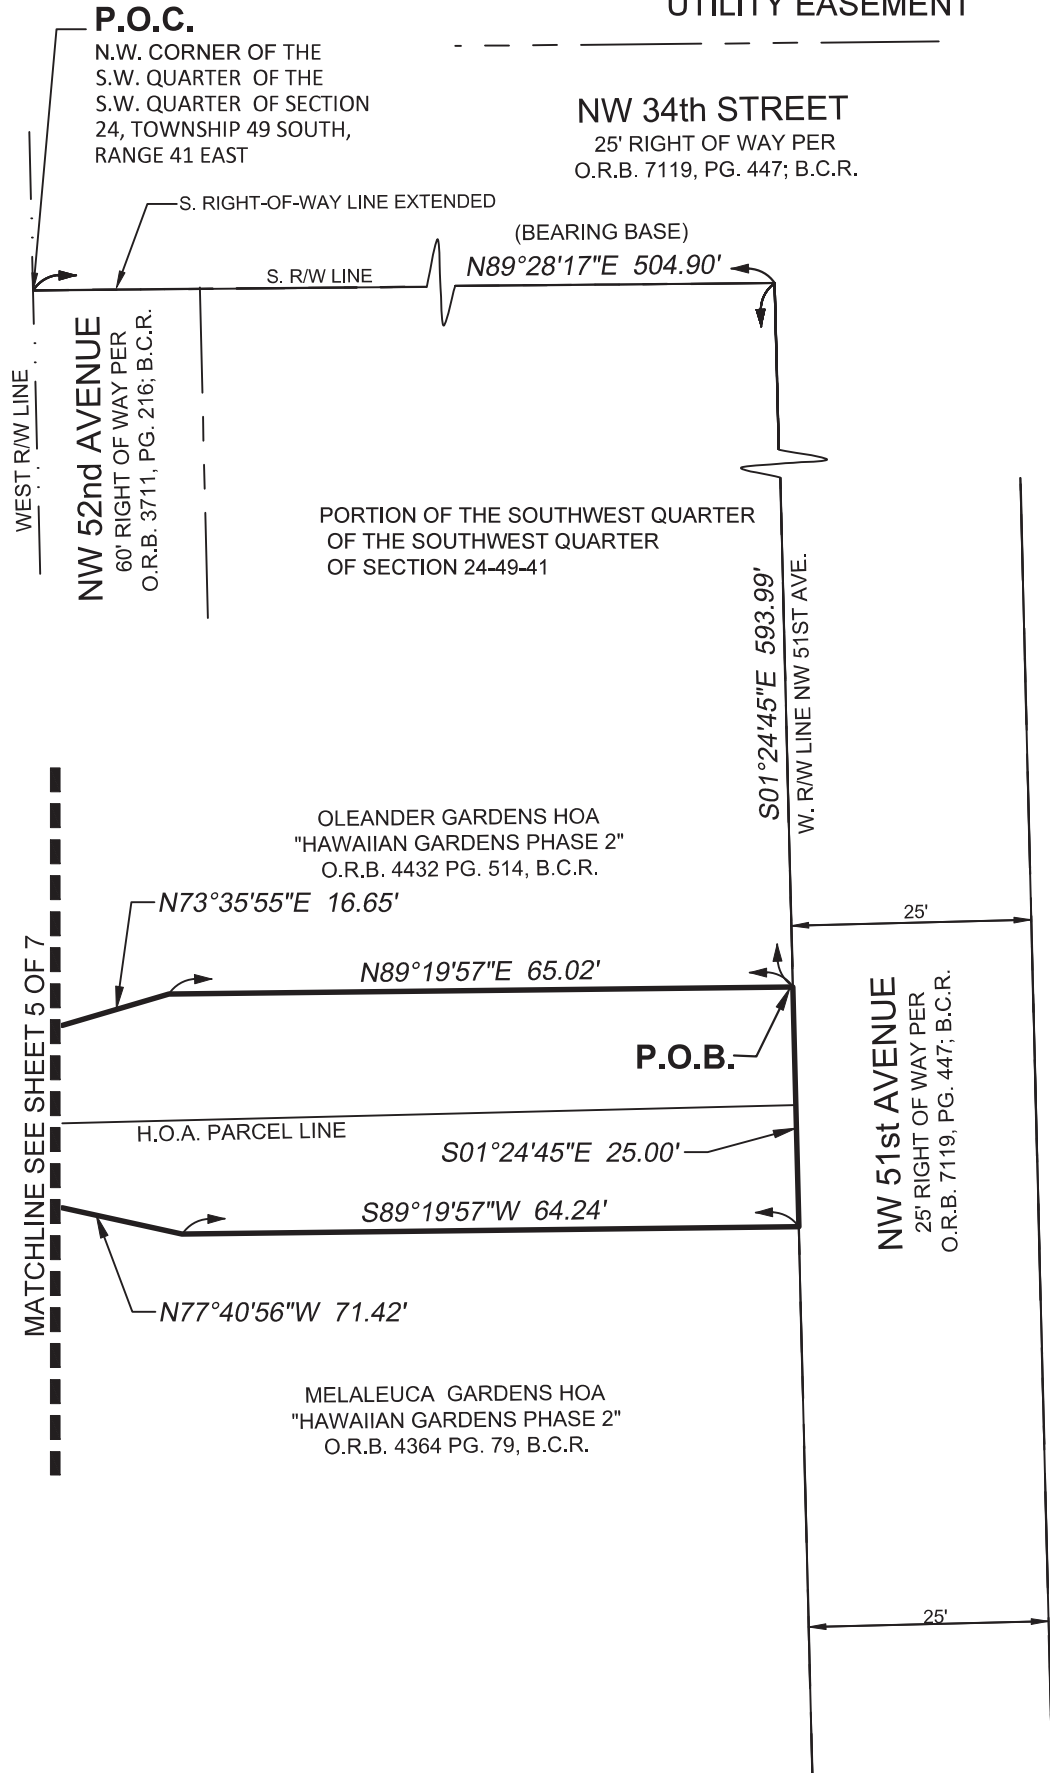 UTILITY EASEMENT
P.O.C.
N.W. CORNER OF THE
S.W. QUARTER OF THE
S.W. QUARTER OF SECTION
24, TOWNSHIP 49 SOUTH,
RANGE 41 EAST
NW 34th STREET
25' RIGHT OF WAY PER
O.R.B. 7119, PG. 447; B.C.R.
S. RIGHT-OF-WAY LINE EXTENDED
(BEARING BASE)
N89°28'17"E 504.90'
S. R/W LINE
WEST R/W LINE
NW 52nd AVENUE
60' RIGHT OF WAY PER
O.R.B. 3711, PG. 216; B.C.R.
PORTION OF THE SOUTHWEST QUARTER
OF THE SOUTHWEST QUARTER
OF SECTION 24-49-41
S01°24'45"E 593.99'
W. R/W LINE NW 51ST AVE.
OLEANDER GARDENS HOA
"HAWAIIAN GARDENS PHASE 2"
O.R.B. 4432 PG. 514, B.C.R.
N73°35'55"E 16.65'
25'
N89°19'57"E 65.02'
P.O.B.
MATCHLINE SEE SHEET 5 OF 7
H.O.A. PARCEL LINE
S01°24'45"E 25.00'
NW 51st AVENUE
25' RIGHT OF WAY PER
O.R.B. 7119, PG. 447; B.C.R.
S89°19'57"W 64.24'
N77°40'56"W 71.42'
MELALEUCA GARDENS HOA
"HAWAIIAN GARDENS PHASE 2"
O.R.B. 4364 PG. 79, B.C.R.
25'